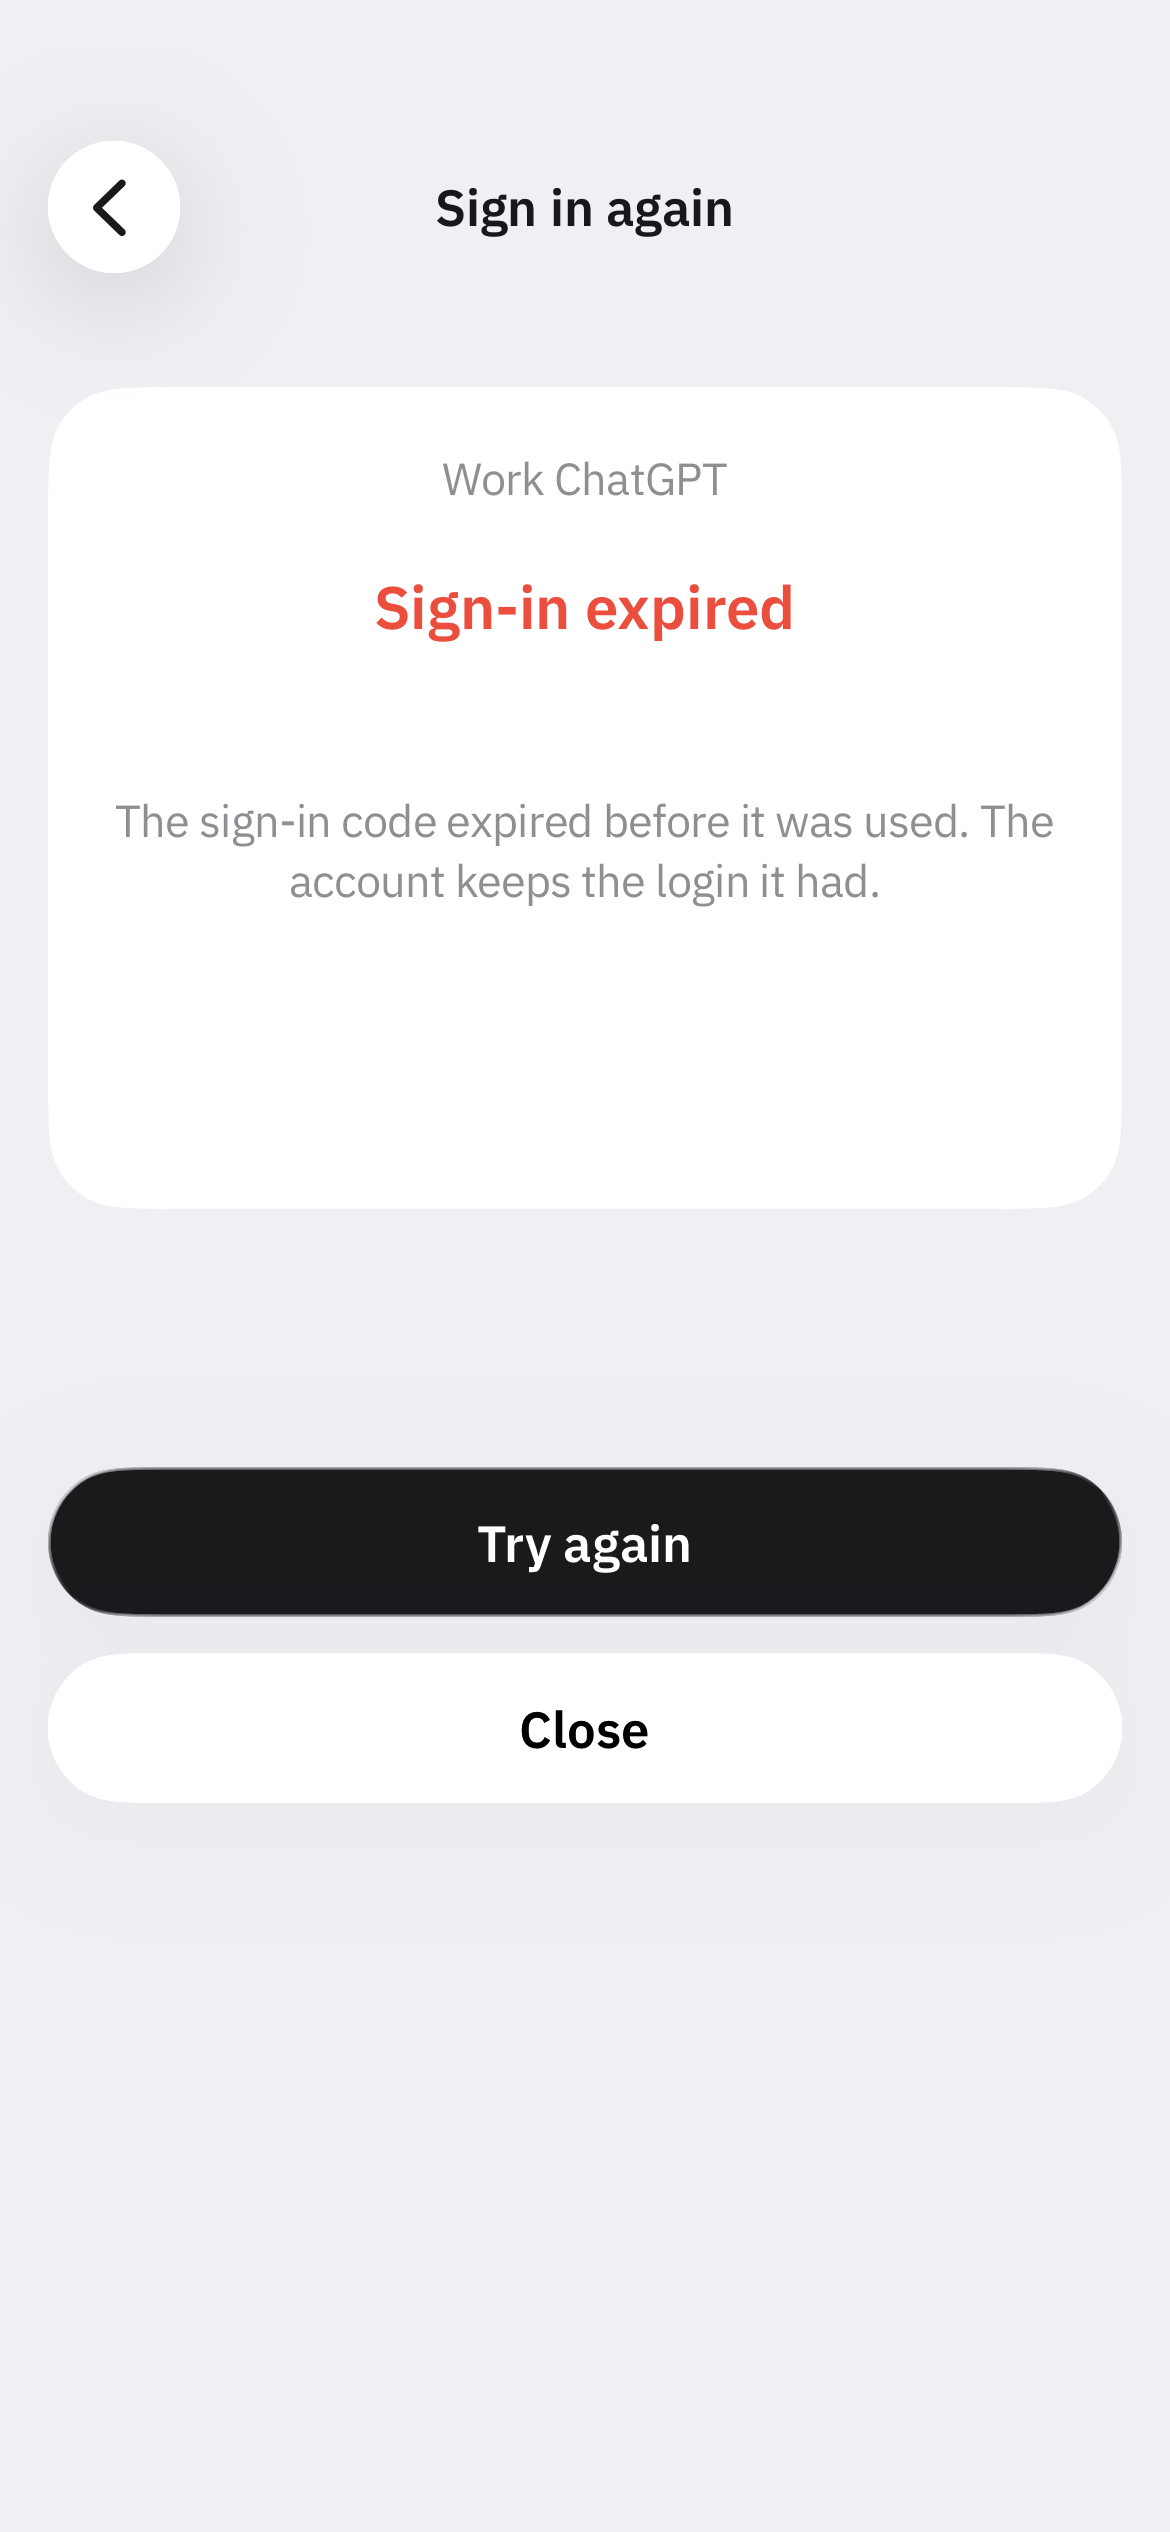 Sign in again
Work ChatGPT
Sign-in expired
The sign-in code expired before it was used. The
account keeps the login it had.
Try again
Close